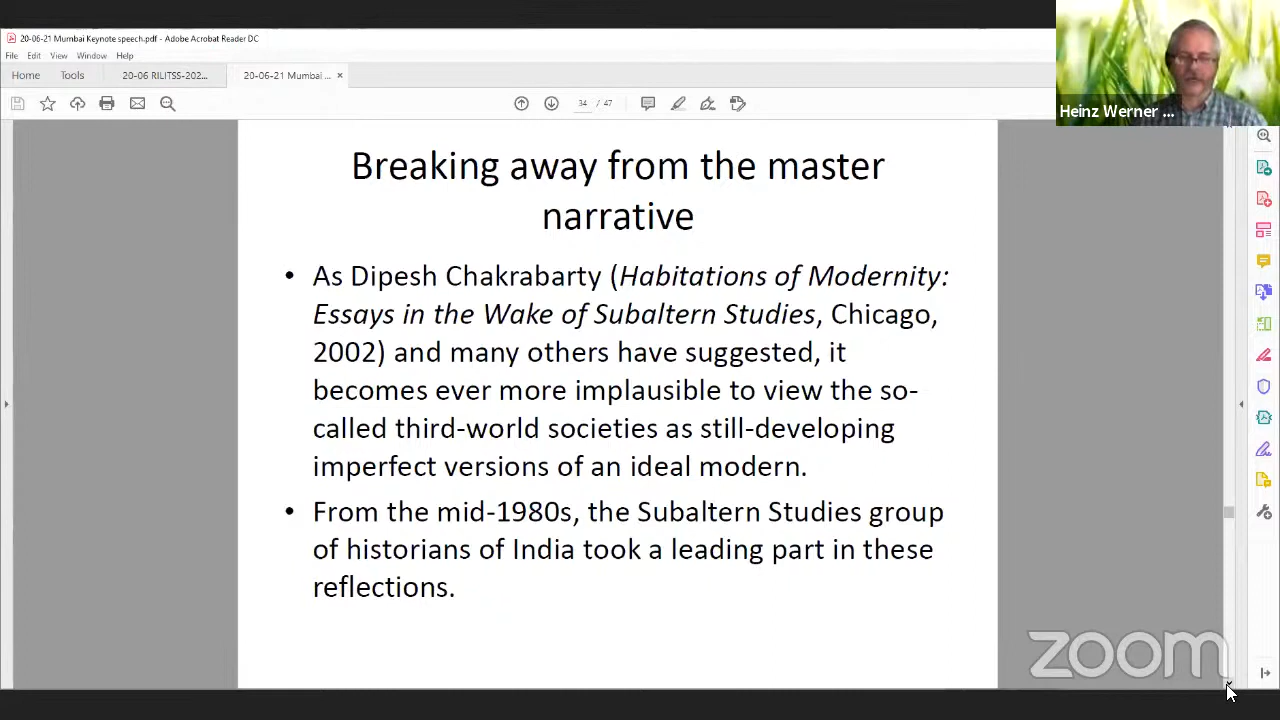 20-06-21 Mumbai Keynote speech.pdf - Adobe Acrobat Reader DC
File Edit View Window Help
Home Tools 20-06 RILITSS-202... 20-06-21 Mumbai ... ×
34 / 47
Heinz Werner ...
Breaking away from the master
narrative
• As Dipesh Chakrabarty (Habitations of Modernity:
Essays in the Wake of Subaltern Studies, Chicago,
2002) and many others have suggested, it
becomes ever more implausible to view the so-
called third-world societies as still-developing
imperfect versions of an ideal modern.
• From the mid-1980s, the Subaltern Studies group
of historians of India took a leading part in these
reflections.
zoom